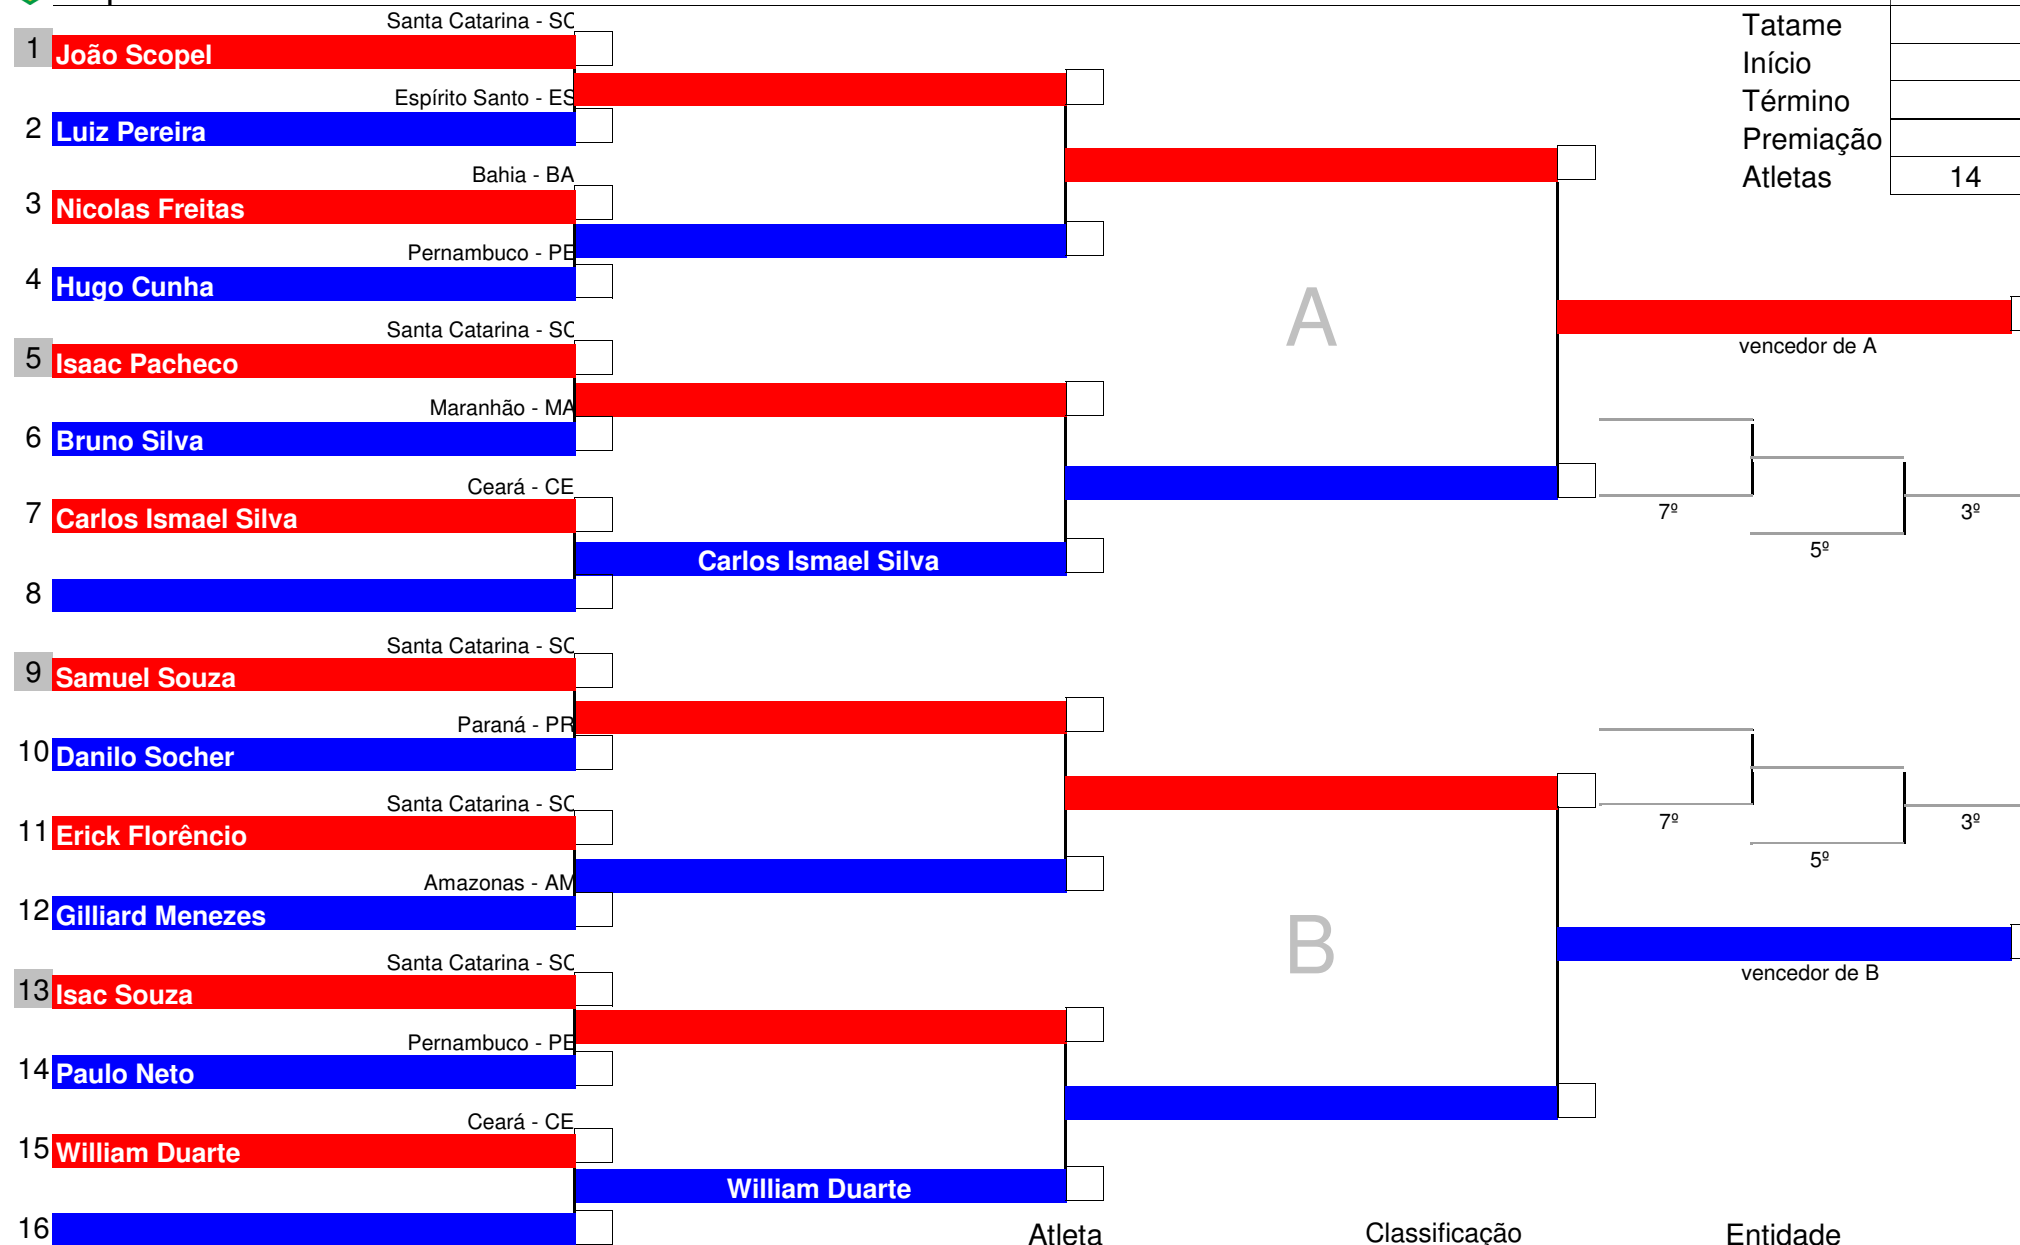 Santa Catarina - SC
Tatame
1 João Scopel
Início
Espírito Santo - ES
Término
2 Luiz Pereira
Premiação
Bahia - BA
Atletas 14
3 Nicolas Freitas
Pernambuco - PE
4 Hugo Cunha
A
Santa Catarina - SC
vencedor de A
5 Isaac Pacheco
Maranhão - MA
6 Bruno Silva
Ceará - CE
7 Carlos Ismael Silva
7º
3º
5º
Carlos Ismael Silva
8
Santa Catarina - SC
9 Samuel Souza
Paraná - PR
10 Danilo Socher
Santa Catarina - SC
11 Erick Florêncio
7º
3º
5º
Amazonas - AM
12 Gilliard Menezes
B
Santa Catarina - SC
vencedor de B
13 Isac Souza
Pernambuco - PE
14 Paulo Neto
Ceará - CE
15 William Duarte
William Duarte
16
Atleta Classificação Entidade